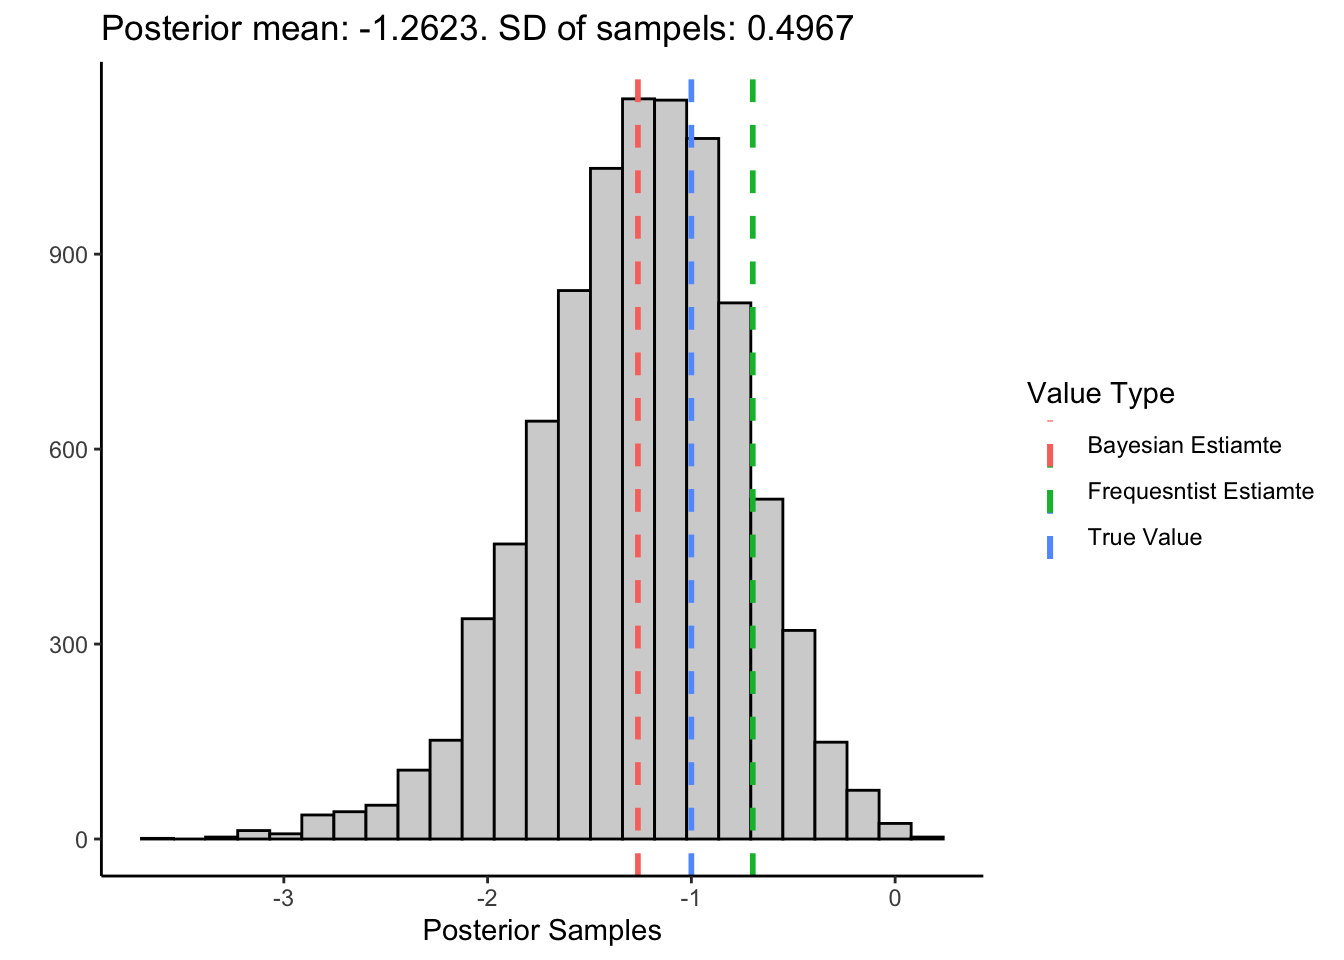 Posterior mean: -1.2623. SD of sampels: 0.4967
900
600
300
0
-3
-2
-1
0
Posterior Samples
Value Type
Bayesian Estiamte
Frequesntist Estiamte
True Value